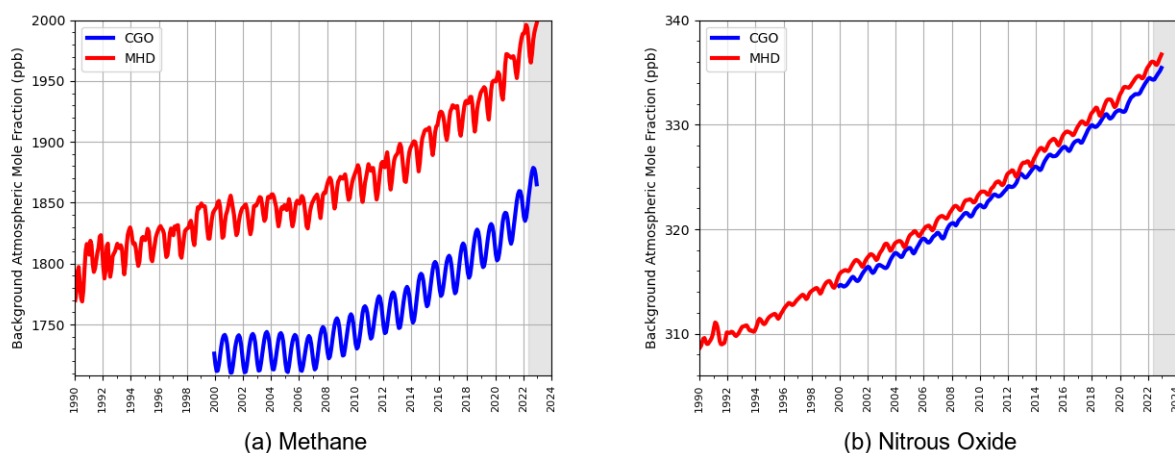 Background Atmospheric Mole Fraction (ppb)
2000
1950
1900
1850
1800
1750
CGO
MHD
1990 1992 1994 1996 1998 2000 2002 2004 2006 2008 2010 2012 2014 2016 2018 2020 2022 2024
(a) Methane
Background Atmospheric Mole Fraction (ppb)
340
330
320
310
CGO
MHD
1990 1992 1994 1996 1998 2000 2002 2004 2006 2008 2010 2012 2014 2016 2018 2020 2022 2024
(b) Nitrous Oxide